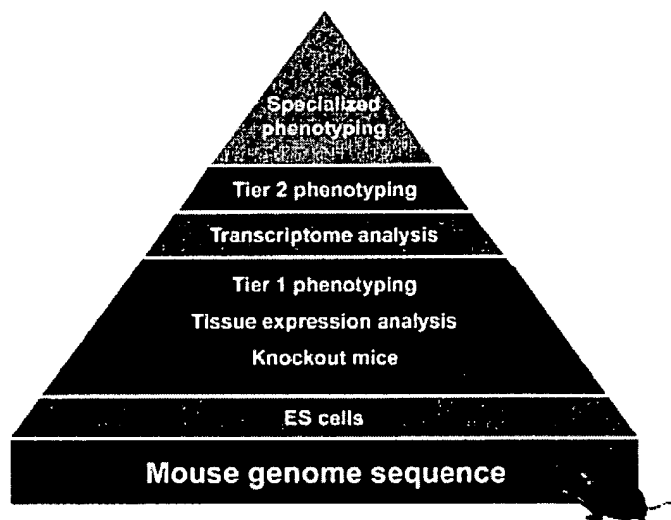 Specialized
phenotyping
Tier 2 phenotyping
Transcriptome analysis
Tier 1 phenotyping
Tissue expression analysis
Knockout mice
ES cells
Mouse genome sequence